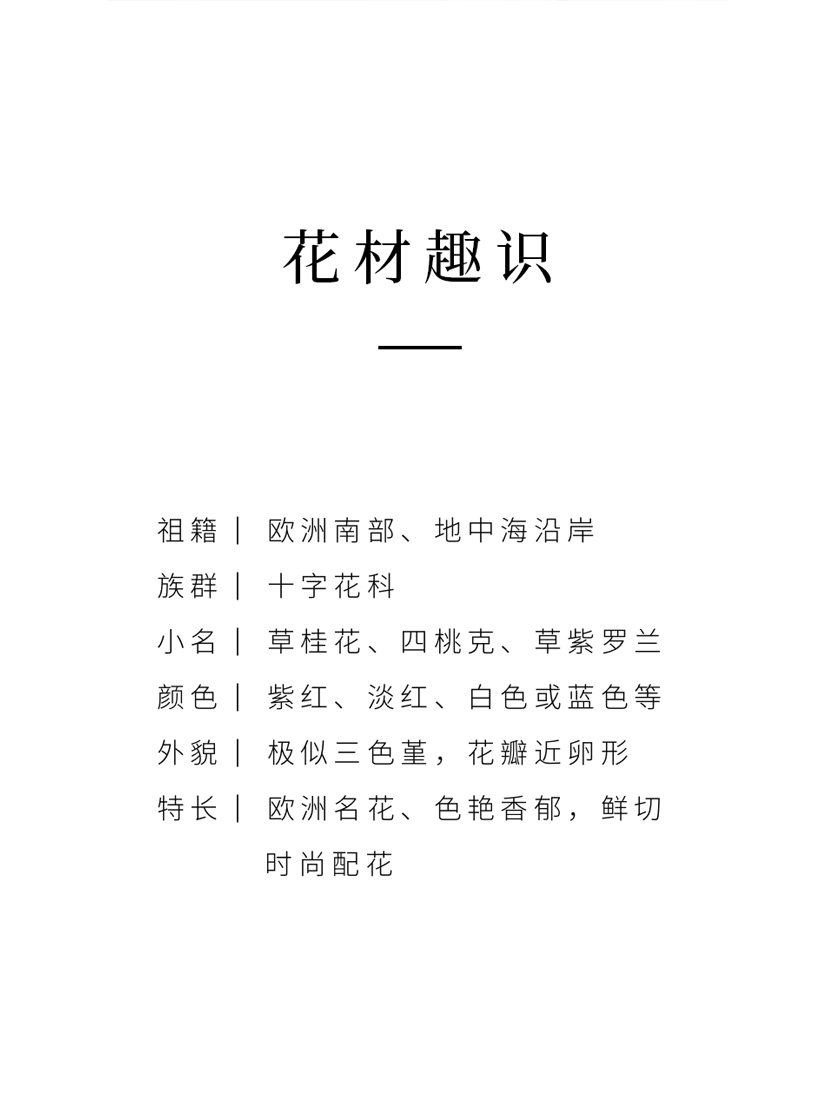 花材趣识
祖籍｜欧洲南部、地中海沿岸
族群｜十字花科
小名｜草桂花、四桃克、草紫罗兰
颜色｜紫红、淡红、白色或蓝色等
外貌｜极似三色堇，花瓣近卵形
特长｜欧洲名花、色艳香郁，鲜切
时尚配花